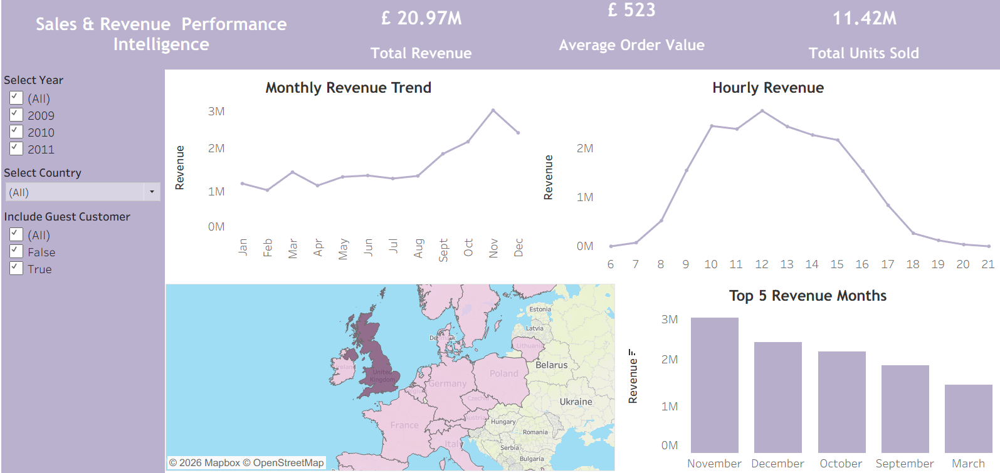 Sales & Revenue Performance
Intelligence
£ 20.97M
Total Revenue
£ 523
Average Order Value
11.42M
Total Units Sold
Select Year
(All)
2009
2010
2011
Select Country
(All)
Include Guest Customer
(All)
False
True
Monthly Revenue Trend
Revenue
3M
2M
1M
0M
Jan
Feb
Mar
Apr
May
Jun
Jul
Aug
Sept
Oct
Nov
Dec
Hourly Revenue
Revenue
2M
1M
0M
6 7 8 9 10 11 12 13 14 15 16 17 18 19 20 21
Estonia
Latvia
Denmark
Lithuania
Belarus
Ireland
United
Kingdom
Poland
Germany
Czechia
Ukraine
Austria
Hungary
France
Romania
Italy
Serbia
Bulgaria
© 2026 Mapbox © OpenStreetMap
Top 5 Revenue Months
Revenue
3M
2M
1M
0M
November December October September March